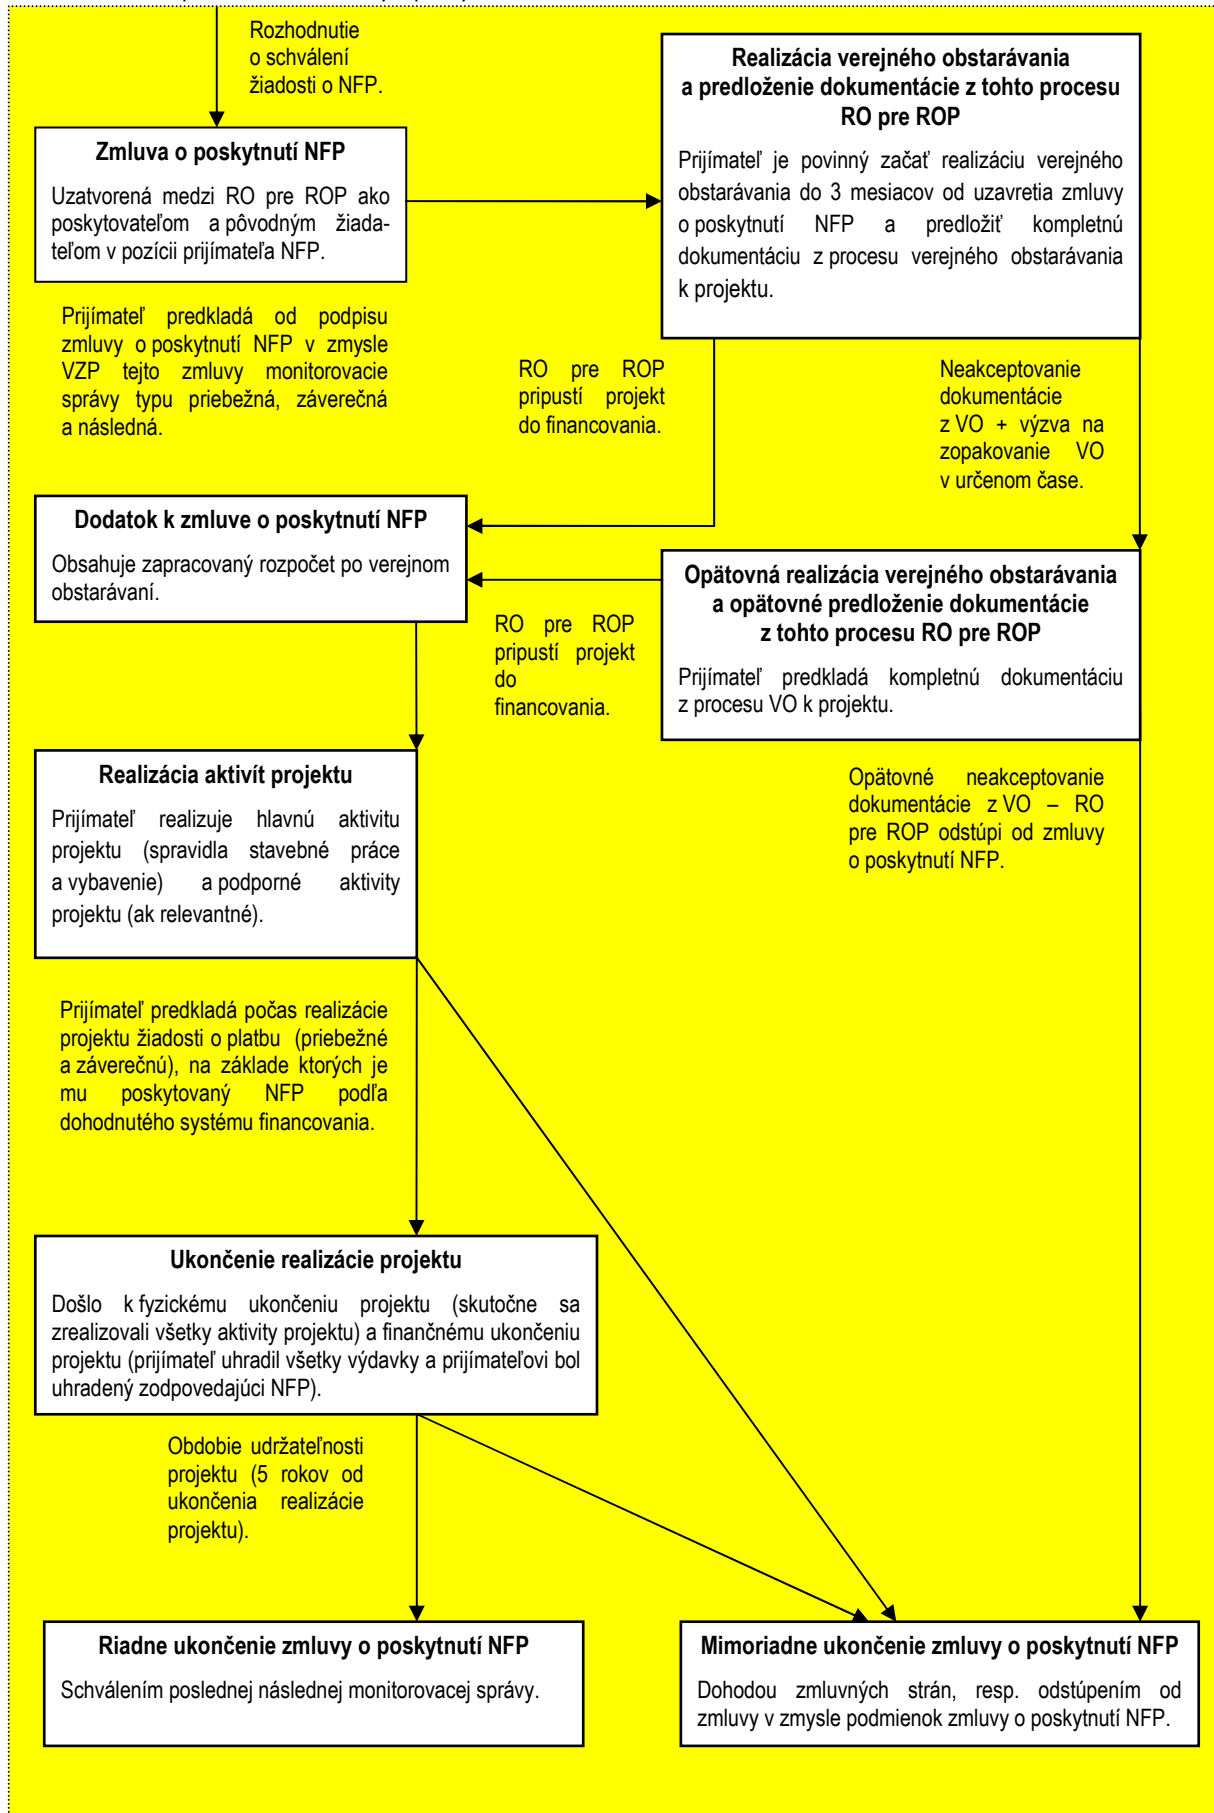 Rozhodnutie
o schválení
žiadosti o NFP.
Zmluva o poskytnutí NFP
Uzatvorená medzi RO pre ROP ako
poskytovateľom a pôvodným žiada-
teľom v pozícii prijímateľa NFP.
Realizácia verejného obstarávania
a predloženie dokumentácie z tohto procesu
RO pre ROP
Prijímateľ je povinný začať realizáciu verejného
obstarávania do 3 mesiacov od uzavretia zmluvy
o poskytnutí NFP a predložiť kompletnú
dokumentáciu z procesu verejného obstarávania
k projektu.
Prijímateľ predkladá od podpisu
zmluvy o poskytnutí NFP v zmysle
VZP tejto zmluvy monitorovacie
správy typu priebežná, záverečná
a následná.
RO pre ROP
pripustí projekt
do financovania.
Neakceptovanie
dokumentácie
z VO + výzva na
zopakovanie VO
v určenom čase.
Dodatok k zmluve o poskytnutí NFP
Obsahuje zapracovaný rozpočet po verejnom
obstarávaní.
Opätovná realizácia verejného obstarávania
a opätovné predloženie dokumentácie
z tohto procesu RO pre ROP
Prijímateľ predkladá kompletnú dokumentáciu
z procesu VO k projektu.
RO pre ROP
pripustí projekt
do
financovania.
Realizácia aktivít projektu
Prijímateľ realizuje hlavnú aktivitu
projektu (spravidla stavebné práce
a vybavenie) a podporné aktivity
projektu (ak relevantné).
Opätovné neakceptovanie
dokumentácie z VO – RO
pre ROP odstúpi od zmluvy
o poskytnutí NFP.
Prijímateľ predkladá počas realizácie
projektu žiadosti o platbu (priebežné
a záverečnú), na základe ktorých je
mu poskytovaný NFP podľa
dohodnutého systému financovania.
Ukončenie realizácie projektu
Došlo k fyzickému ukončeniu projektu (skutočne sa
zrealizovali všetky aktivity projektu) a finančnému ukončeniu
projektu (prijímateľ uhradil všetky výdavky a prijímateľovi bol
uhradený zodpovedajúci NFP).
Obdobie udržateľnosti
projektu (5 rokov od
ukončenia realizácie
projektu).
Riadne ukončenie zmluvy o poskytnutí NFP
Schválením poslednej následnej monitorovacej správy.
Mimoriadne ukončenie zmluvy o poskytnutí NFP
Dohodou zmluvných strán, resp. odstúpením od
zmluvy v zmysle podmienok zmluvy o poskytnutí NFP.